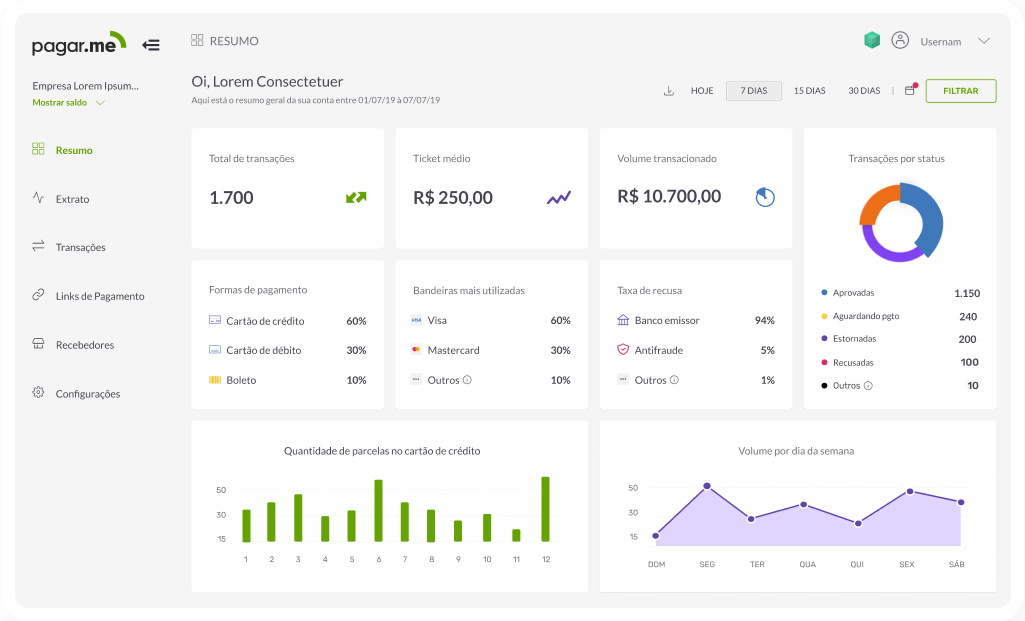 pagar.me
RESUMO
Usernam
Empresa Lorem Ipsum...
Mostrar saldo
Oi, Lorem Consectetuer
Aqui está o resumo geral da sua conta entre 01/07/19 à 07/07/19
HOJE
7 DIAS
15 DIAS
30 DIAS
|
FILTRAR
Resumo
Extrato
Transações
Links de Pagamento
Recebedores
Configurações
Total de transações
1.700
Ticket médio
R$ 250,00
Volume transacionado
R$ 10.700,00
Transações por status
Aprovadas 1.150
Aguardando pgto 240
Estornadas 200
Recusadas 100
Outros 10
Formas de pagamento
Cartão de crédito 60%
Cartão de débito 30%
Boleto 10%
Bandeiras mais utilizadas
VISA Visa 60%
Mastercard 30%
Outros 10%
Taxa de recusa
Banco emissor 94%
Antifraude 5%
Outros 1%
Quantidade de parcelas no cartão de crédito
50
30
15
1 2 3 4 5 6 7 8 9 10 11 12
Volume por dia da semana
50
30
15
DOM SEG TER QUA QUI SEX SÁB